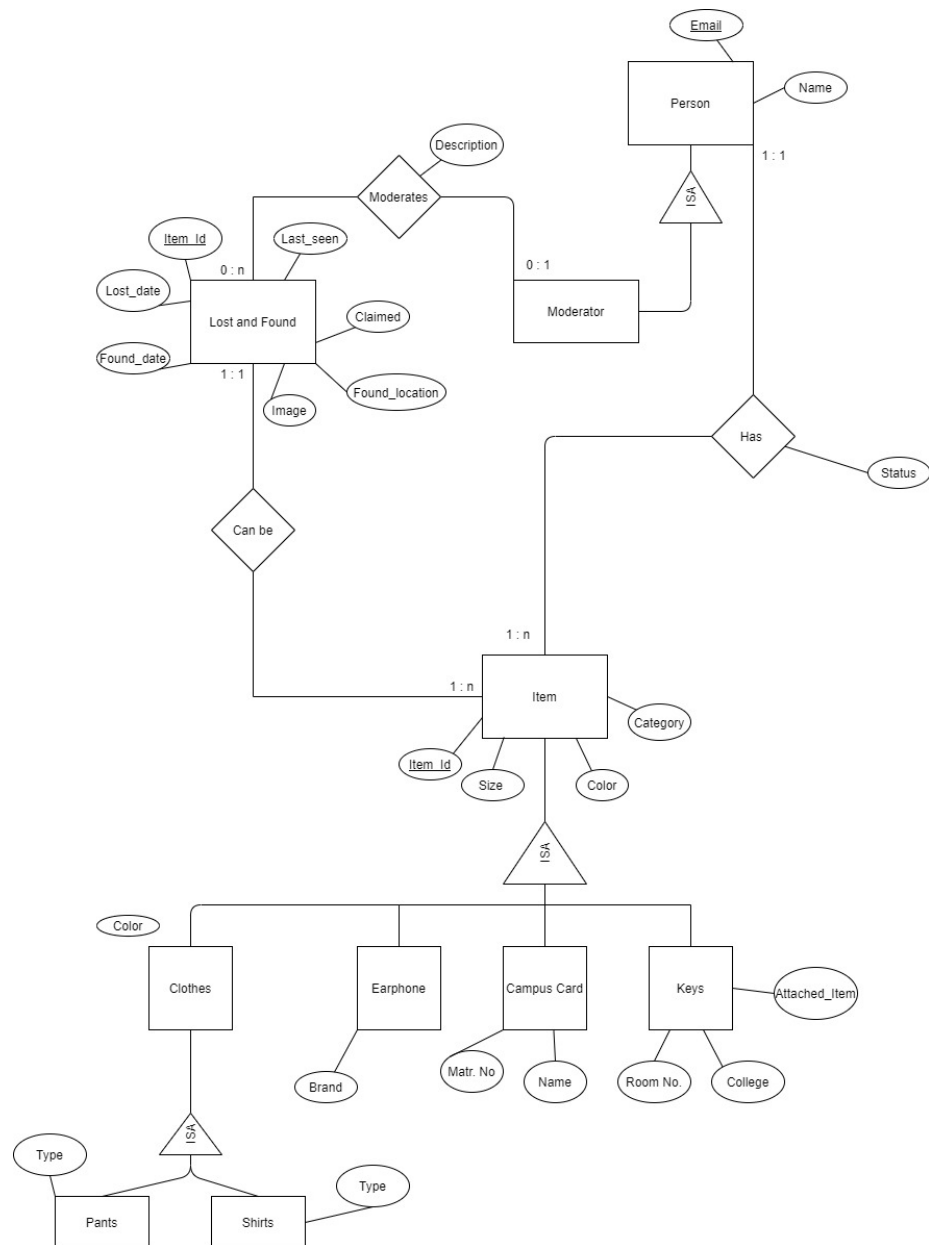 Email
Person
Name
1 : 1
ISA
Description
Moderates
Item_Id
Last_seen
0 : n
0 : 1
Lost_date
Lost and Found
Claimed
Moderator
Found_date
1 : 1
Image
Found_location
Has
Status
Can be
1 : n
1 : n
Item
Category
Item_Id
Size
Color
ISA
Color
Clothes
Earphone
Campus Card
Keys
Attached_Item
Brand
Matr. No
Name
Room No.
College
ISA
Type
Type
Pants
Shirts